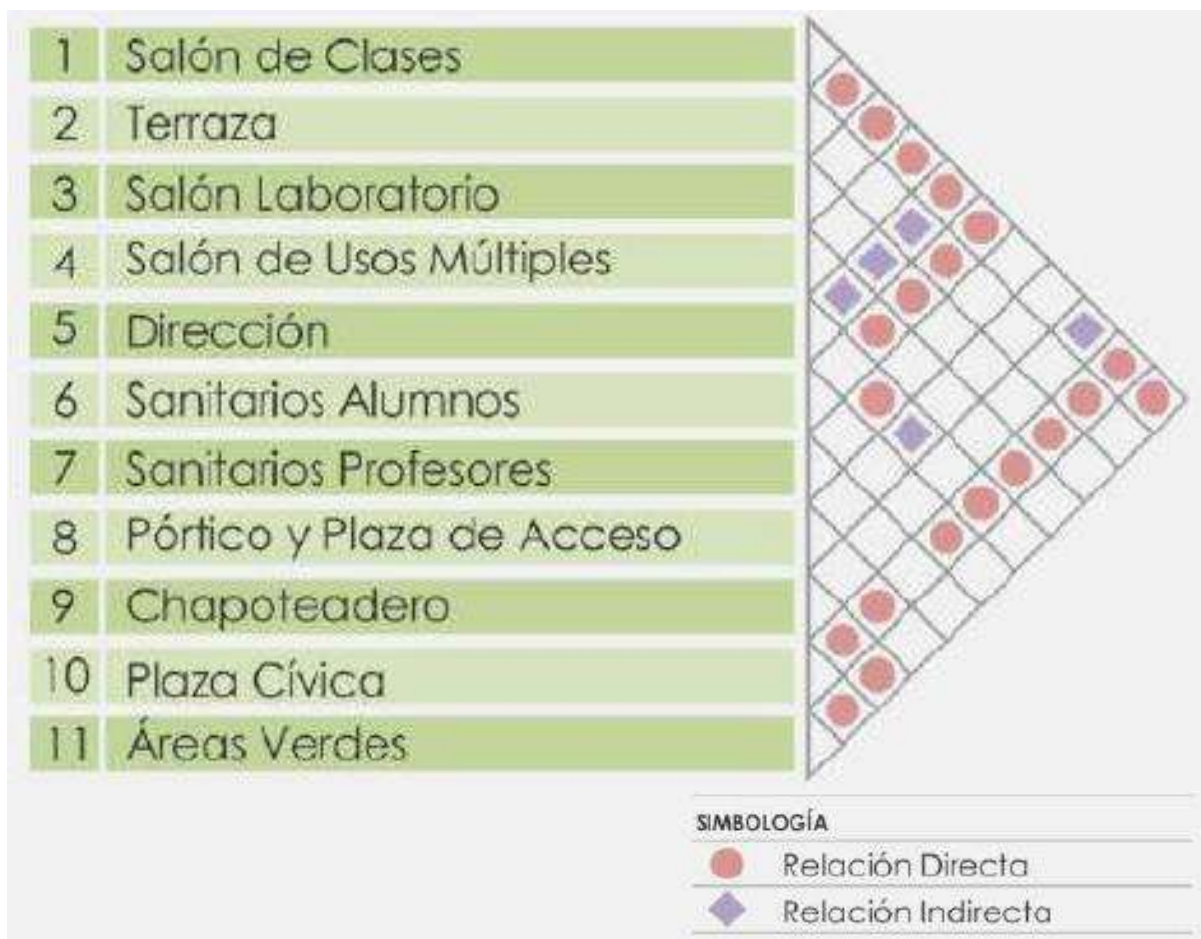 1 Salón de Clases
2 Terraza
3 Salón Laboratorio
4 Salón de Usos Múltiples
5 Dirección
6 Sanitarios Alumnos
7 Sanitarios Profesores
8 Pórtico y Plaza de Acceso
9 Chapoteadero
10 Plaza Cívica
11 Áreas Verdes
SIMBOLOGÍA
Relación Directa
Relación Indirecta